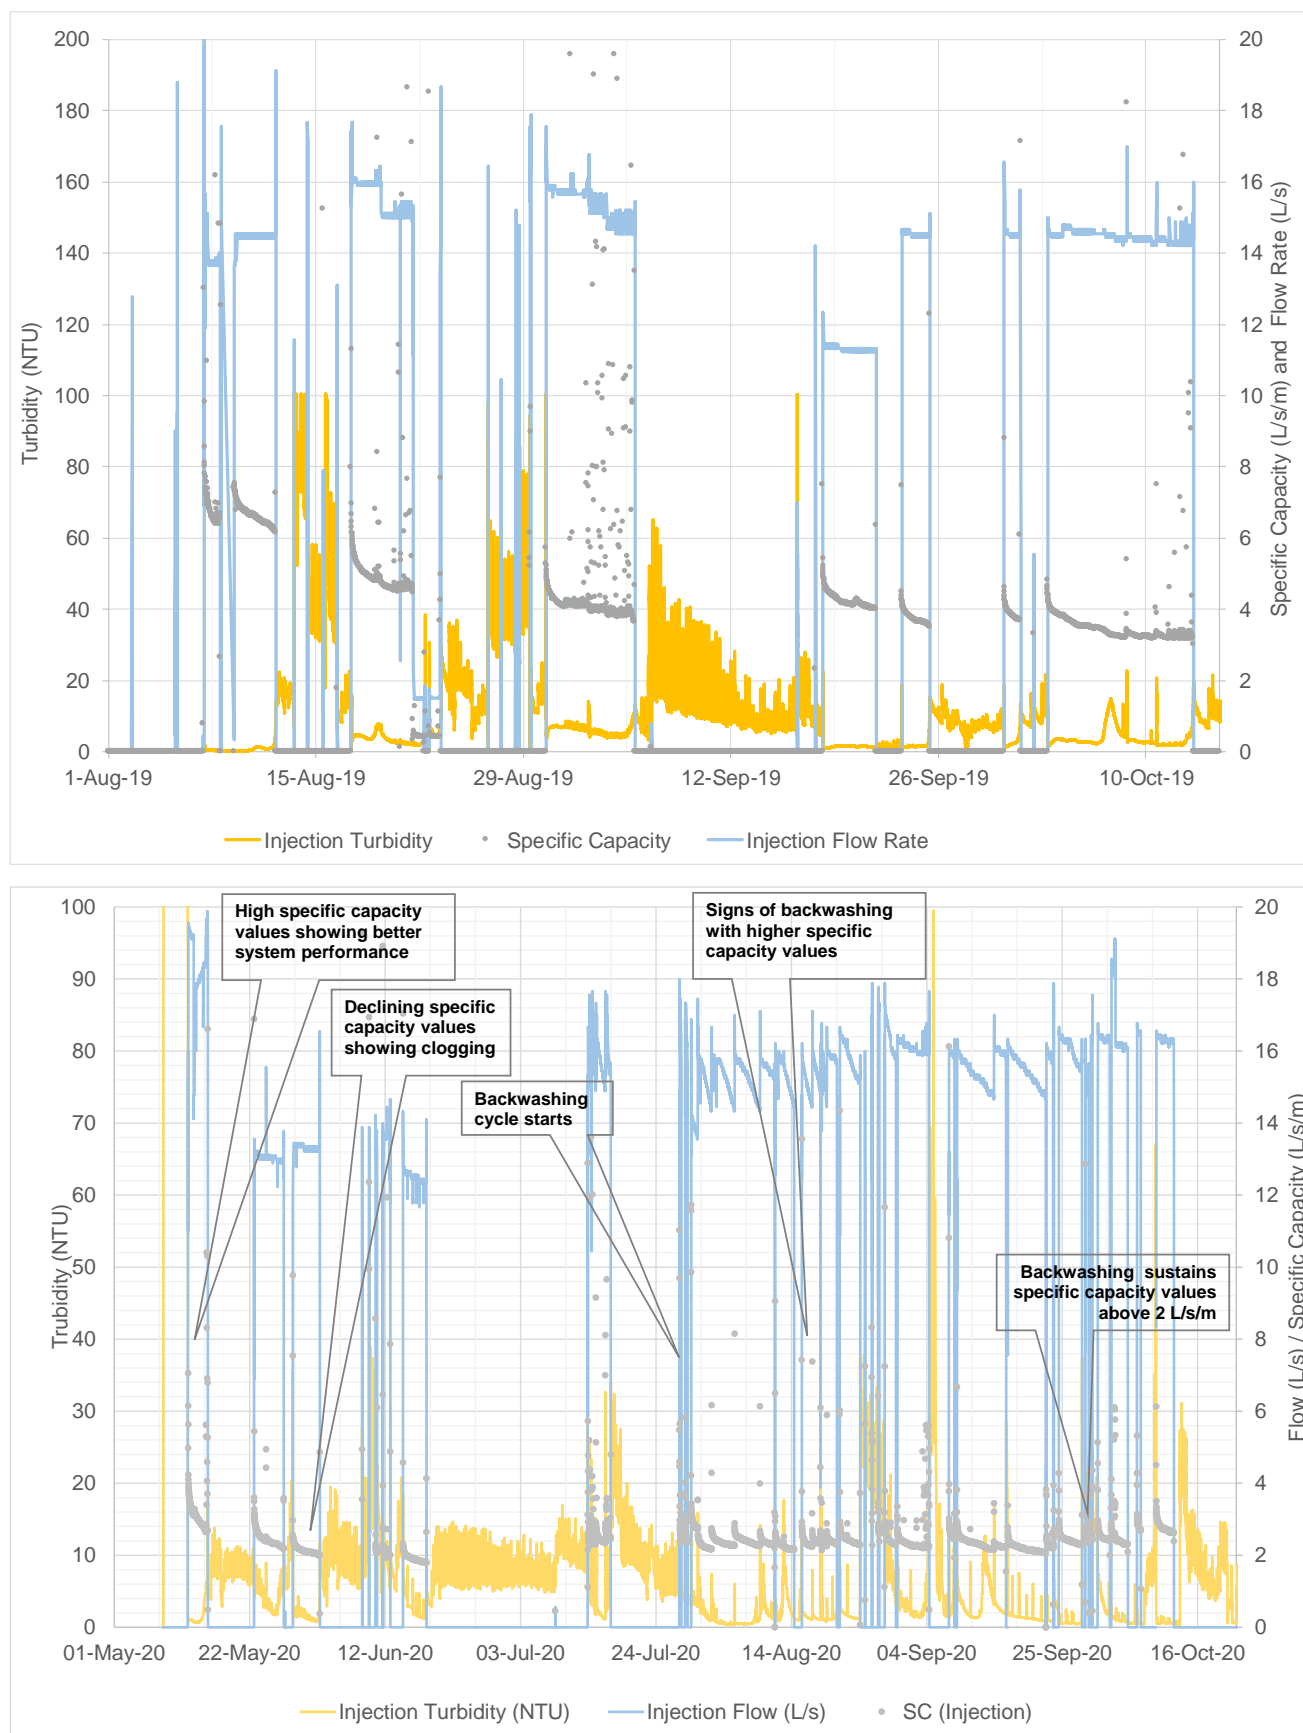 200
180
160
140
120
100
80
60
40
20
0
Turbidity (NTU)
20
18
16
14
12
10
8
6
4
2
0
Specific Capacity (L/s/m) and Flow Rate (L/s)
1-Aug-19 15-Aug-19 29-Aug-19 12-Sep-19 26-Sep-19 10-Oct-19
Injection Turbidity Specific Capacity Injection Flow Rate
100
90
80
70
60
50
40
30
20
10
0
Trubidity (NTU)
20
18
16
14
12
10
8
6
4
2
0
Flow (L/s) / Specific Capacity (L/s/m)
High specific capacity
values showing better
system performance
Declining specific
capacity values
showing clogging
Backwashing
cycle starts
Signs of backwashing
with higher specific
capacity values
Backwashing sustains
specific capacity values
above 2 L/s/m
01-May-20 22-May-20 12-Jun-20 03-Jul-20 24-Jul-20 14-Aug-20 04-Sep-20 25-Sep-20 16-Oct-20
Injection Turbidity (NTU) Injection Flow (L/s) SC (Injection)